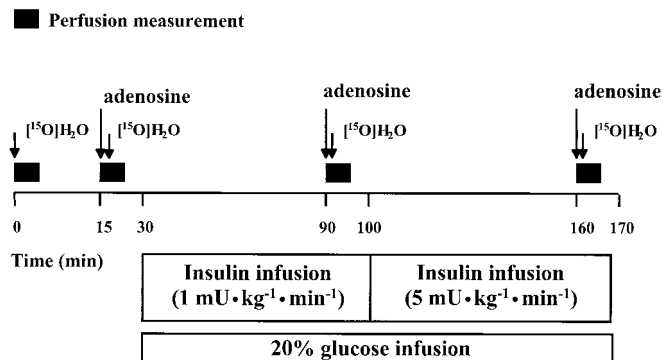 Perfusion measurement
adenosine adenosine adenosine
[¹⁵O]H₂O [¹⁵O]H₂O [¹⁵O]H₂O [¹⁵O]H₂O
0 15 30 90 100 160 170
Time (min)
Insulin infusion Insulin infusion
(1 mU•kg⁻¹•min⁻¹) (5 mU•kg⁻¹•min⁻¹)
20% glucose infusion